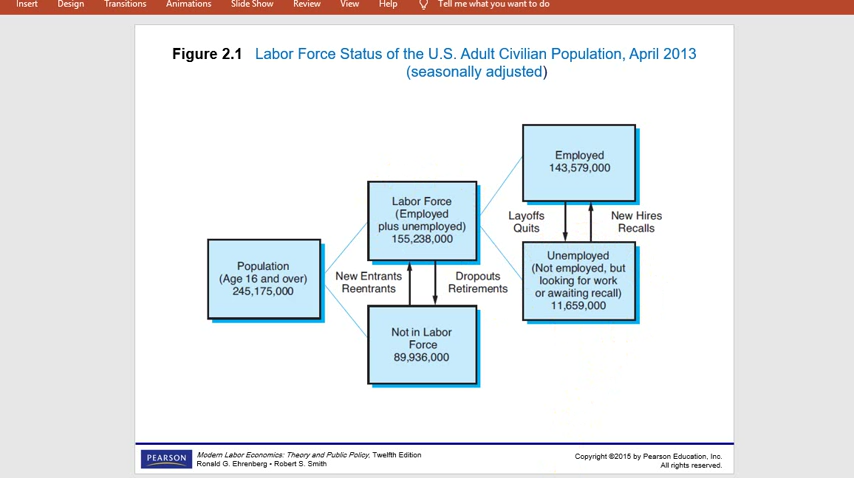 Insert Design Transitions Animations Slide Show Review View Help Tell me what you want to do
Figure 2.1 Labor Force Status of the U.S. Adult Civilian Population, April 2013
(seasonally adjusted)
Employed
143,579,000
Labor Force
(Employed
plus unemployed)
155,238,000
Layoffs
Quits
New Hires
Recalls
Population
(Age 16 and over)
245,175,000
New Entrants
Reentrants
Dropouts
Retirements
Unemployed
(Not employed, but
looking for work
or awaiting recall)
11,659,000
Not in Labor
Force
89,936,000
PEARSON
Modern Labor Economics: Theory and Public Policy, Twelfth Edition
Ronald G. Ehrenberg • Robert S. Smith
Copyright ©2015 by Pearson Education, Inc.
All rights reserved.